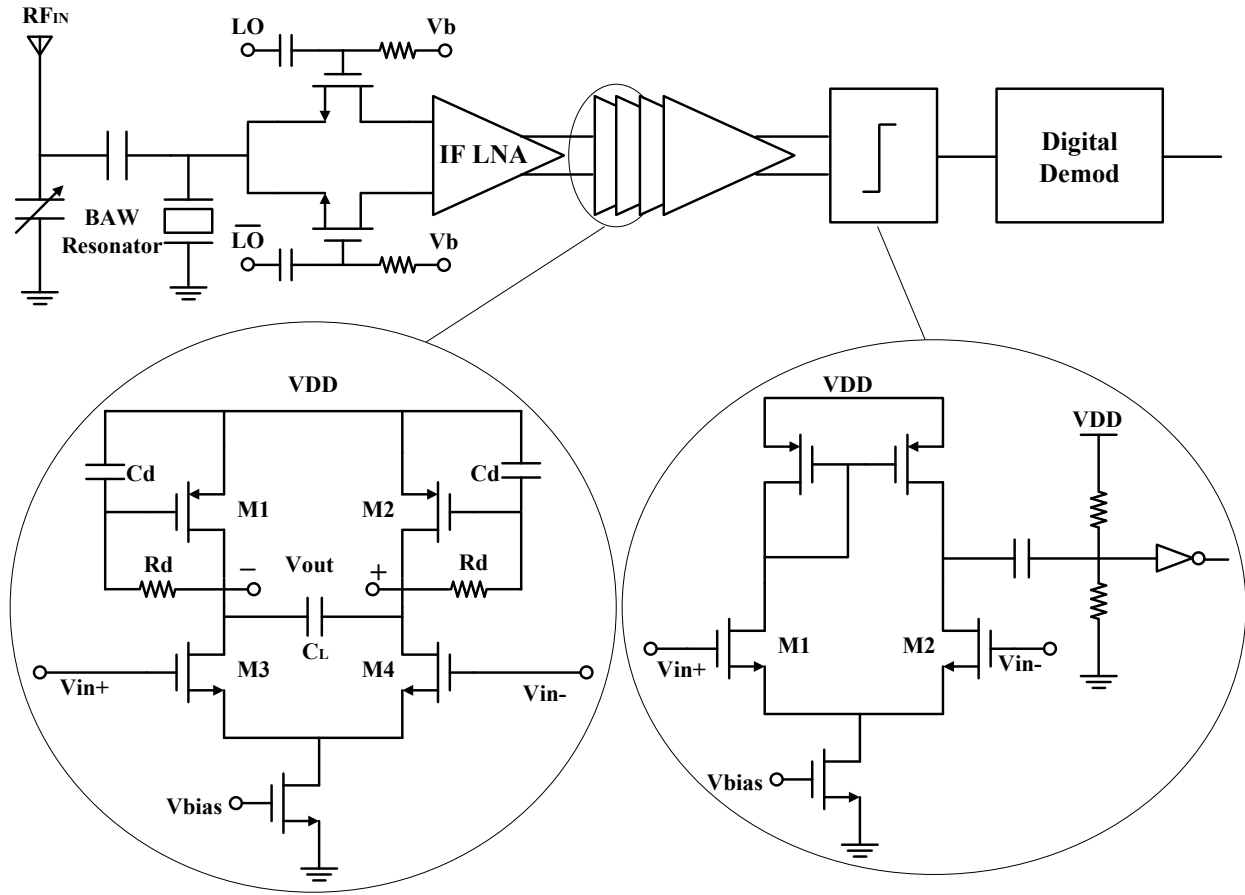 RFIN
LO
Vb
IF LNA
Digital
Demod
BAW
Resonator
LO
Vb
VDD
Cd
Cd
M1
M2
Rd
Vout
Rd
−
+
CL
M3
M4
Vin+
Vin-
Vbias
VDD
VDD
M1
M2
Vin+
Vin-
Vbias